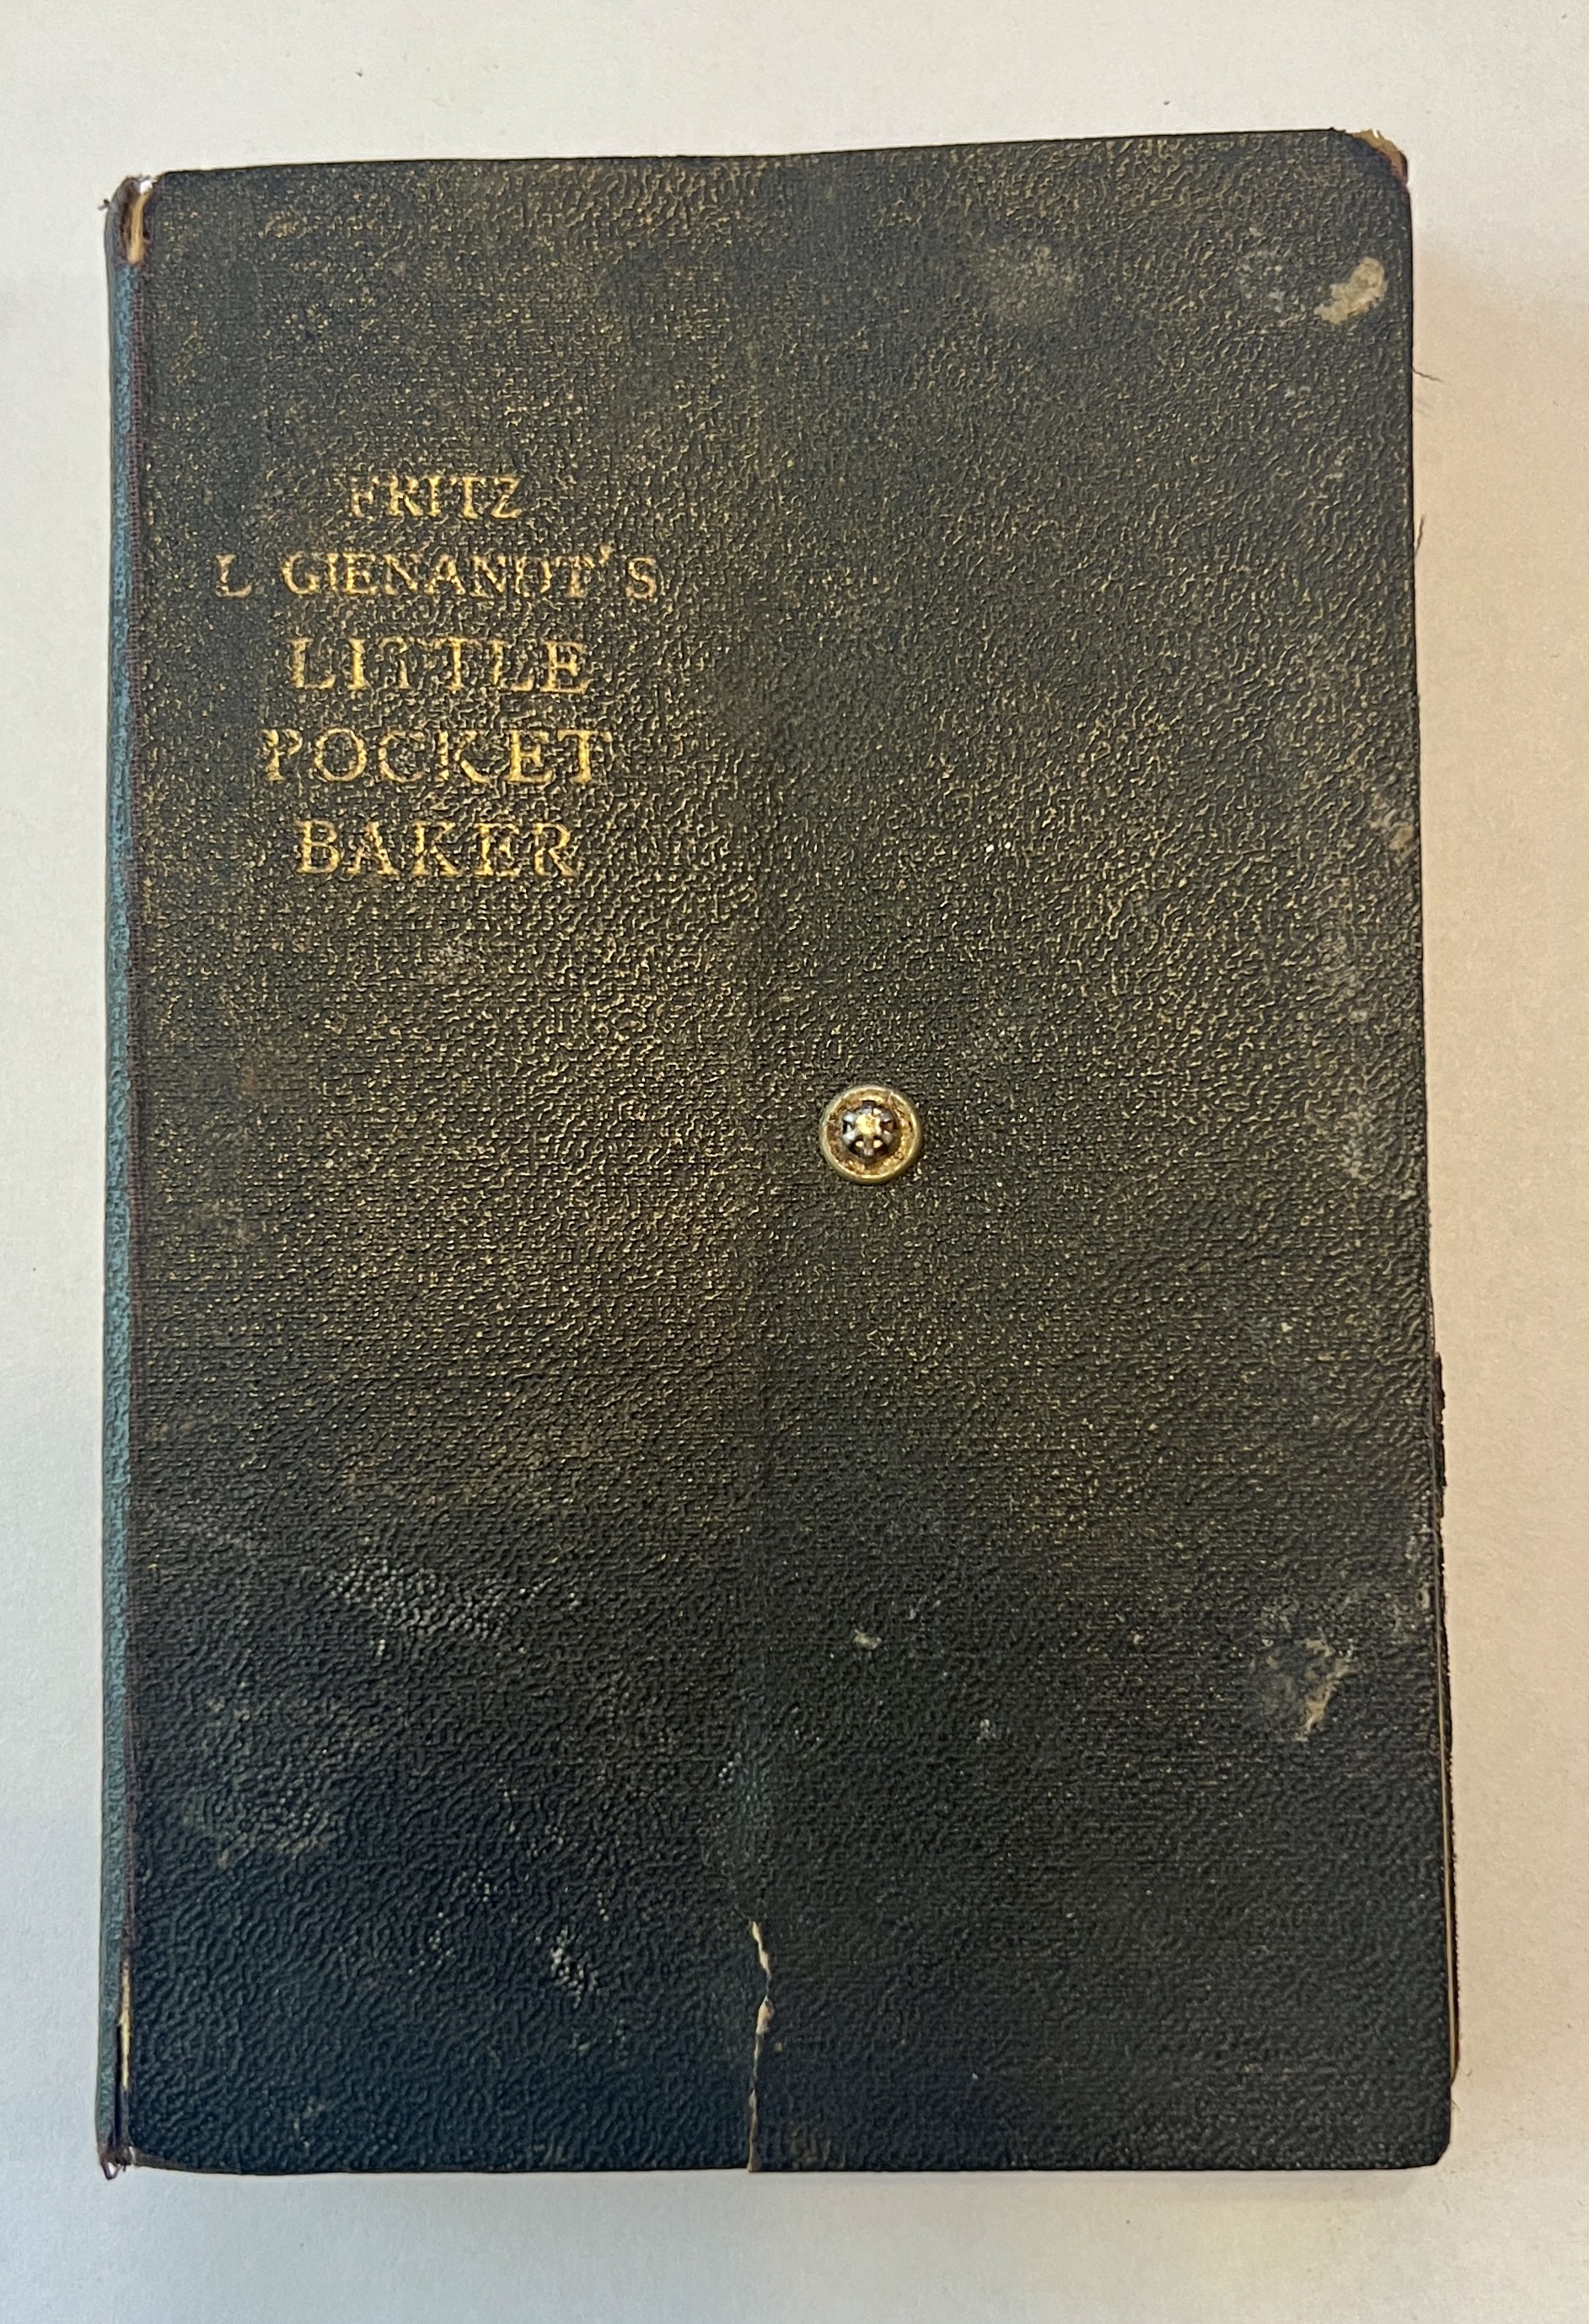 FRITZ
L GIENANDT'S
LITTLE
POCKET
BAKER